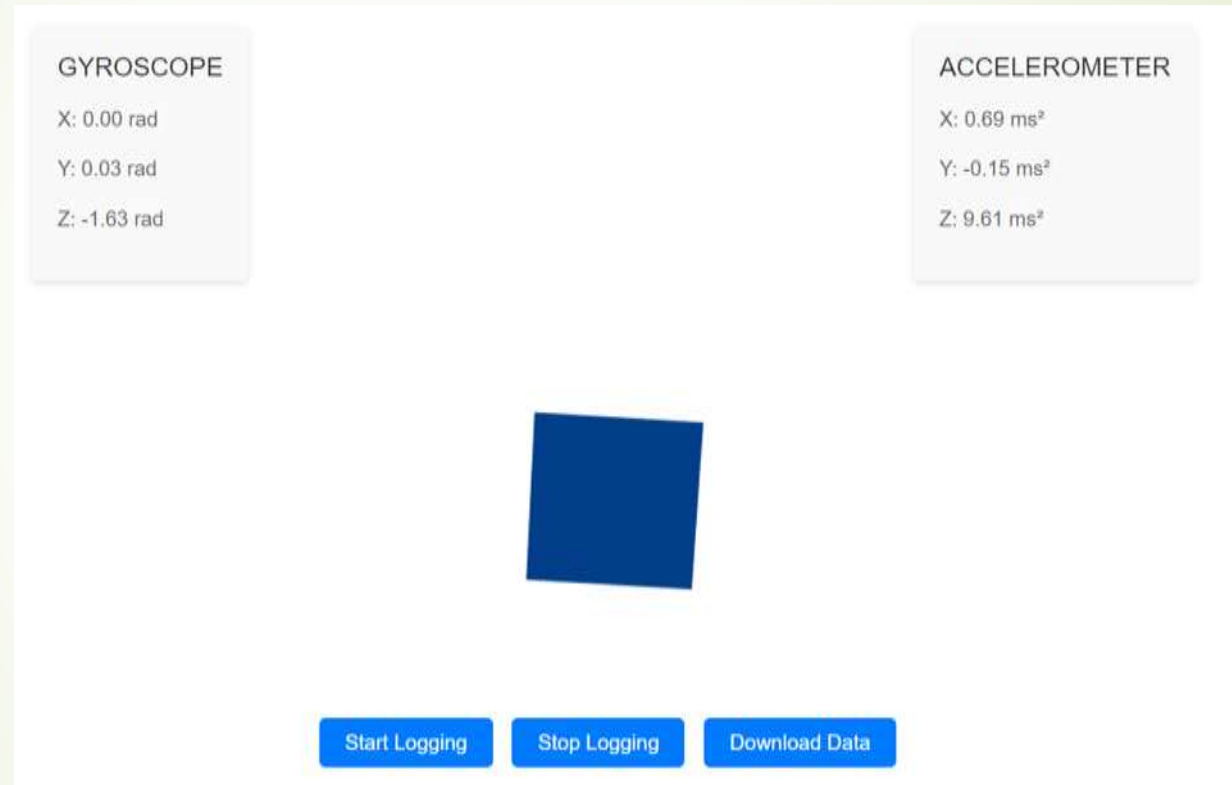 GYROSCOPE
X: 0.00 rad
Y: 0.03 rad
Z: -1.63 rad
ACCELEROMETER
X: 0.69 ms²
Y: -0.15 ms²
Z: 9.61 ms²
Start Logging
Stop Logging
Download Data